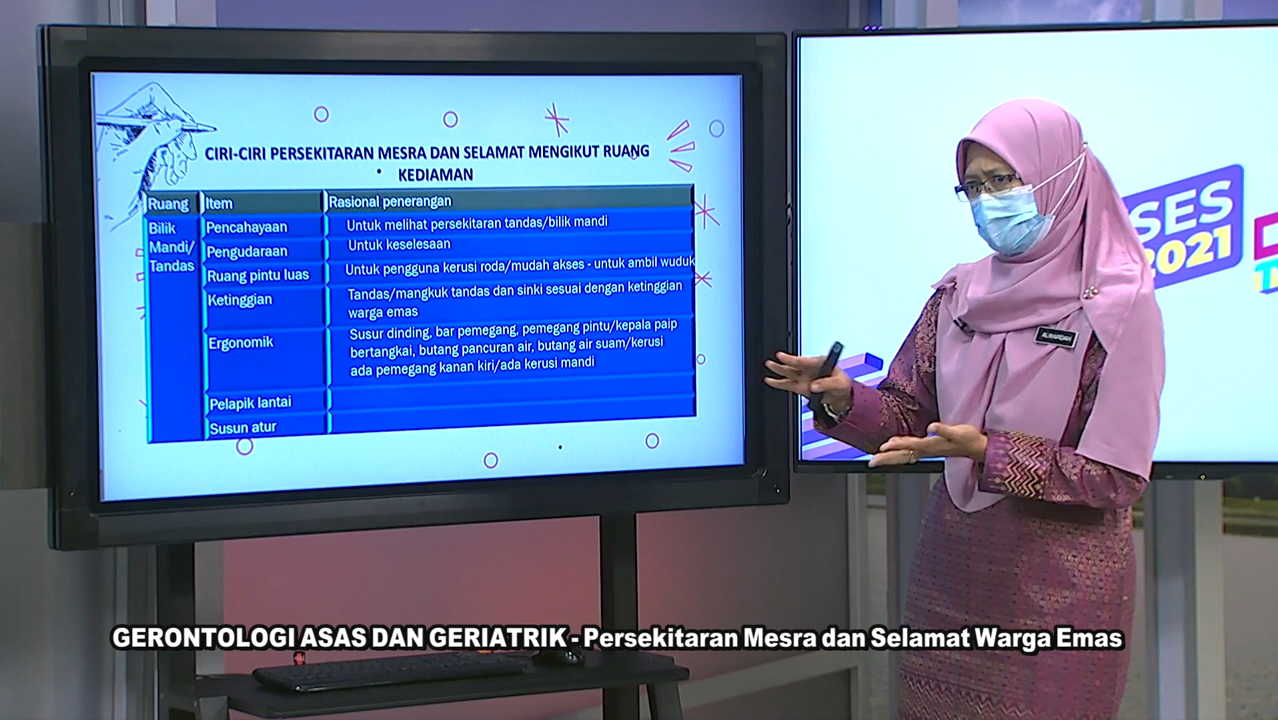 CIRI-CIRI PERSEKITARAN MESRA DAN SELAMAT MENGIKUT RUANG
KEDIAMAN
Ruang Item Rasional penerangan
Bilik
Mandi/
Tandas
Pencahayaan Untuk melihat persekitaran tandas/bilik mandi
Pengudaraan Untuk keselesaan
Ruang pintu luas Untuk pengguna kerusi roda/mudah akses - untuk ambil wuduk
Ketinggian Tandas/mangkuk tandas dan sinki sesuai dengan ketinggian
warga emas
Ergonomik Susur dinding, bar pemegang, pemegang pintu/kepala paip
bertangkai, butang pancuran air, butang air suam/kerusi
ada pemegang kanan kiri/ada kerusi mandi
Pelapik lantai
Susun atur
SES
2021
GERONTOLOGI ASAS DAN GERIATRIK - Persekitaran Mesra dan Selamat Warga Emas